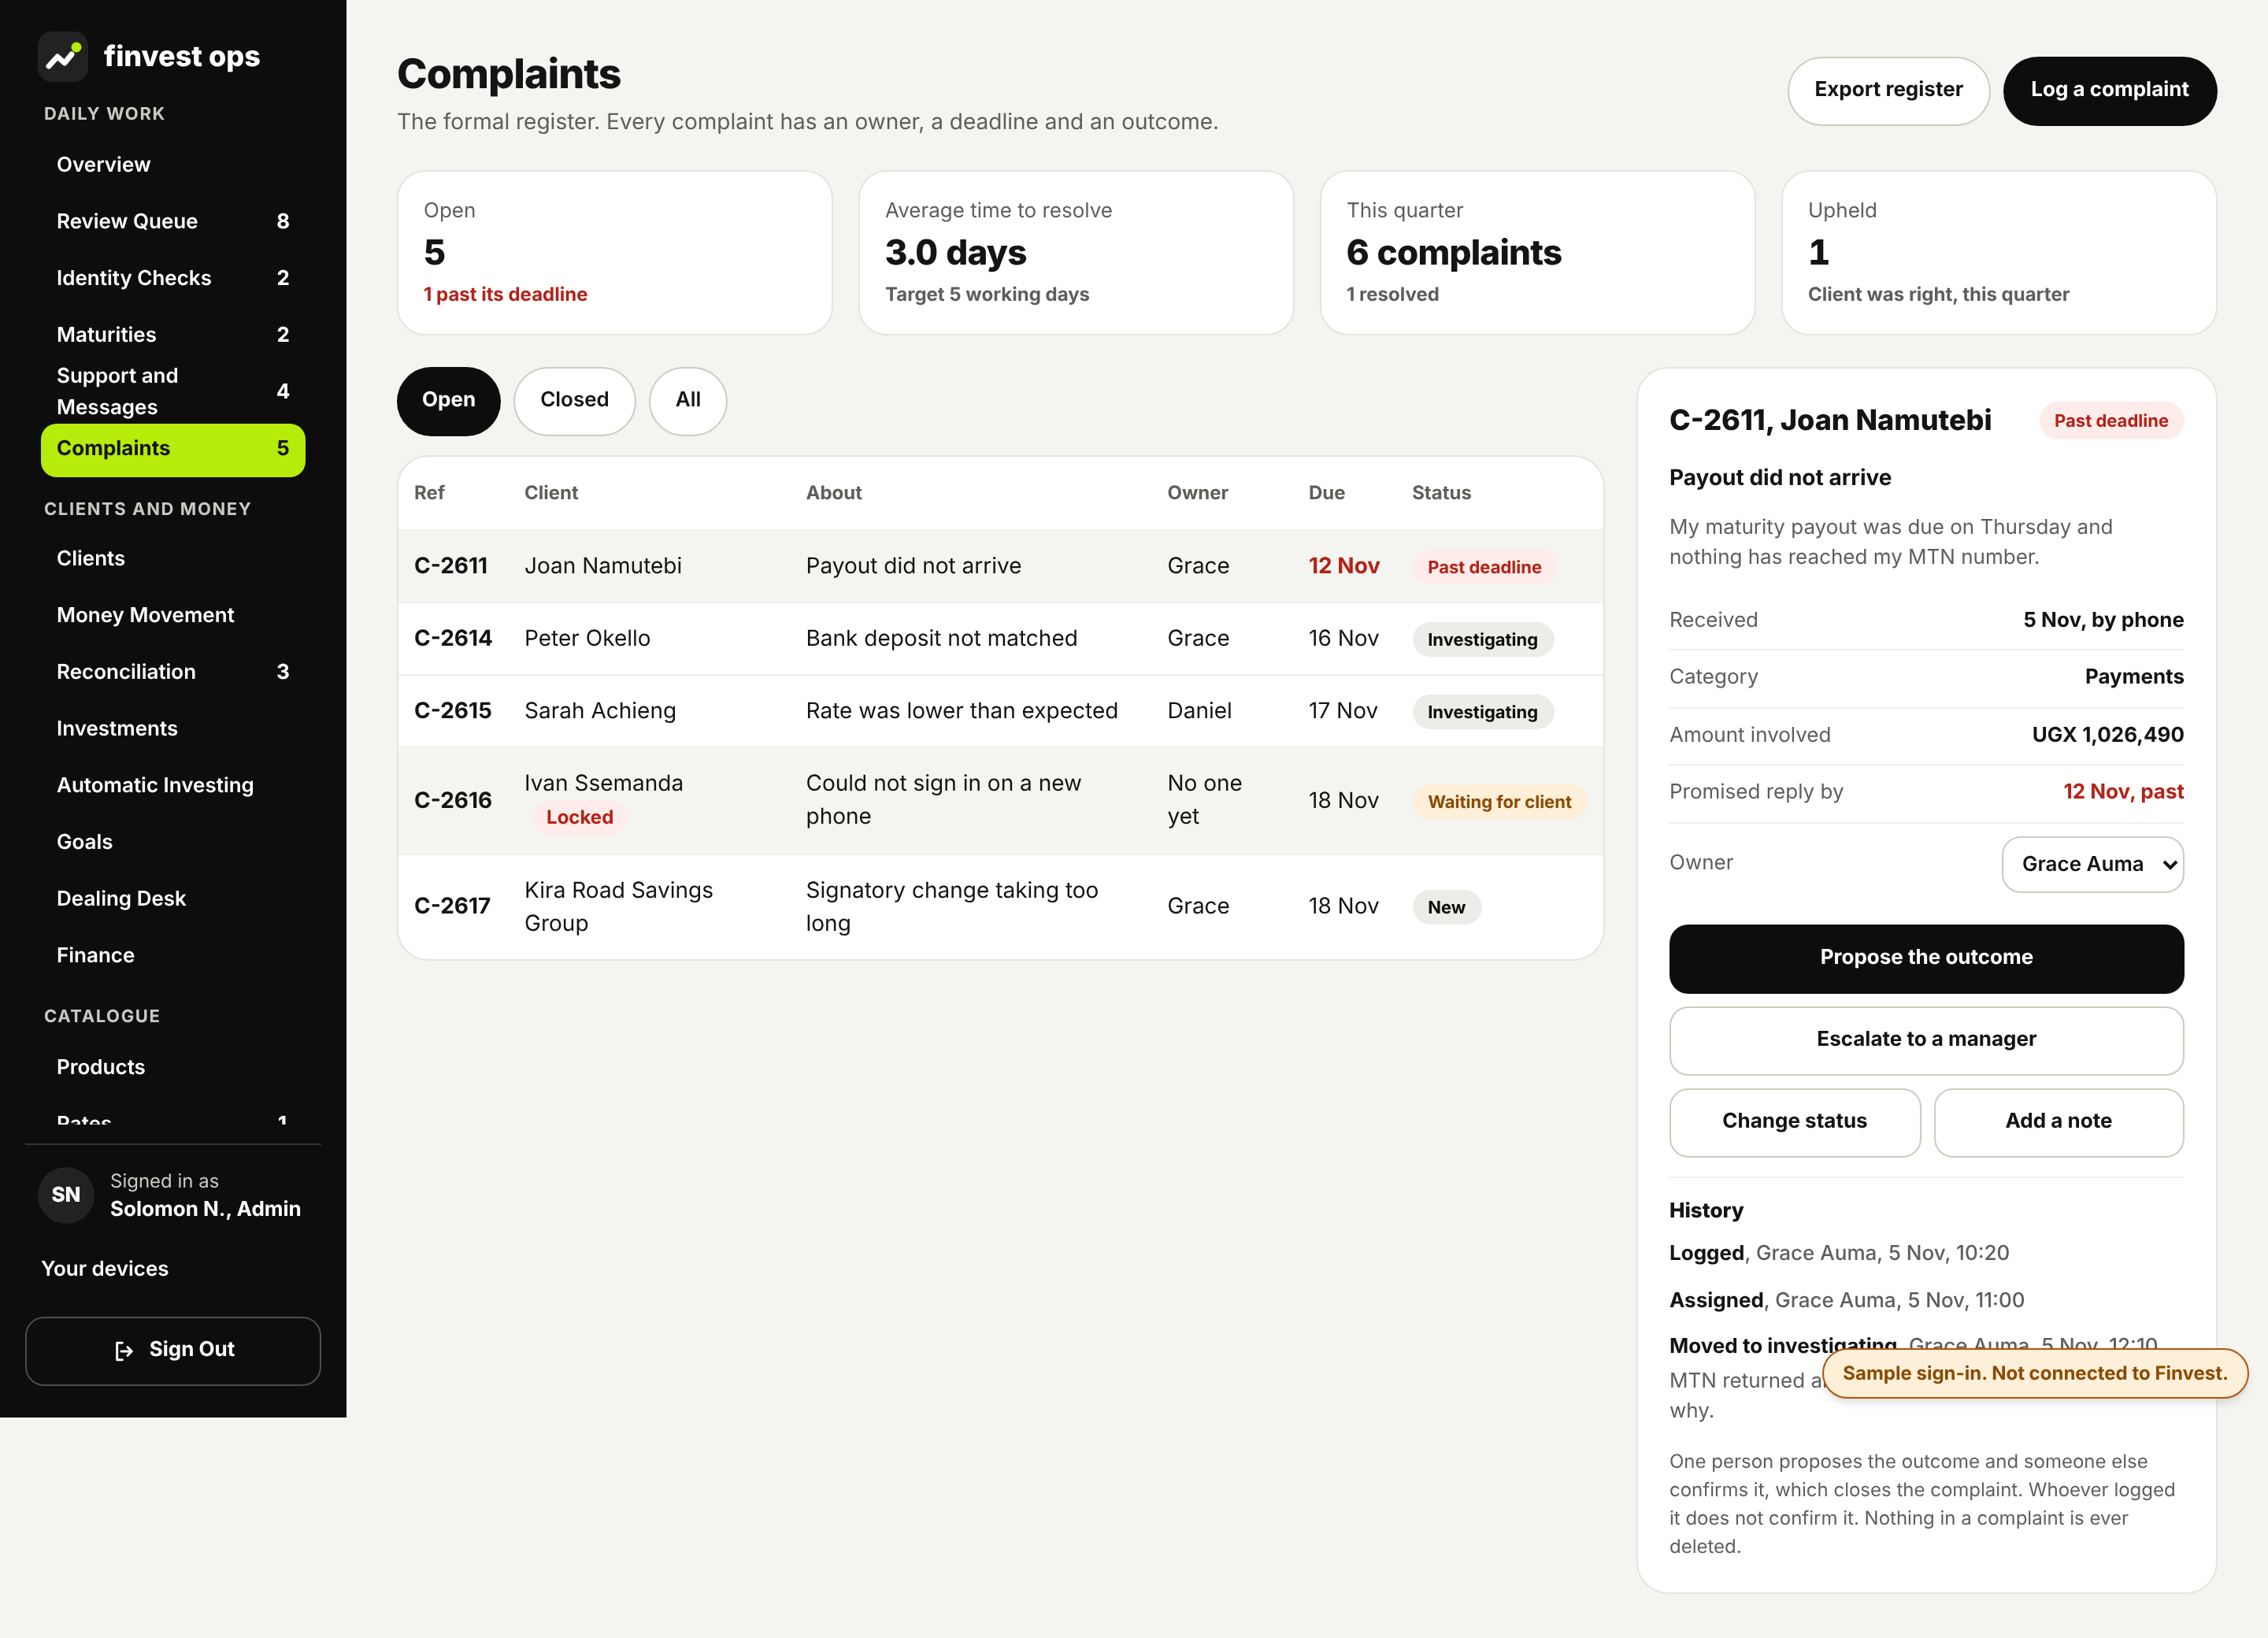 finvest ops
DAILY WORK
Overview
Review Queue 8
Identity Checks 2
Maturities 2
Support and
Messages 4
Complaints 5
CLIENTS AND MONEY
Clients
Money Movement
Reconciliation 3
Investments
Automatic Investing
Goals
Dealing Desk
Finance
CATALOGUE
Products
Rates 1
SN
Signed in as
Solomon N., Admin
Your devices
Sign Out
Complaints
The formal register. Every complaint has an owner, a deadline and an outcome.
Export register
Log a complaint
Open
5
1 past its deadline
Average time to resolve
3.0 days
Target 5 working days
This quarter
6 complaints
1 resolved
Upheld
1
Client was right, this quarter
Open Closed All
Ref Client About Owner Due Status
C-2611 Joan Namutebi Payout did not arrive Grace 12 Nov Past deadline
C-2614 Peter Okello Bank deposit not matched Grace 16 Nov Investigating
C-2615 Sarah Achieng Rate was lower than expected Daniel 17 Nov Investigating
C-2616 Ivan Ssemanda Locked Could not sign in on a new phone No one yet 18 Nov Waiting for client
C-2617 Kira Road Savings Group Signatory change taking too long Grace 18 Nov New
C-2611, Joan Namutebi Past deadline
Payout did not arrive
My maturity payout was due on Thursday and
nothing has reached my MTN number.
Received 5 Nov, by phone
Category Payments
Amount involved UGX 1,026,490
Promised reply by 12 Nov, past
Owner Grace Auma
Propose the outcome
Escalate to a manager
Change status Add a note
History
Logged, Grace Auma, 5 Nov, 10:20
Assigned, Grace Auma, 5 Nov, 11:00
Moved to investigating, Grace Auma, 5 Nov, 12:10
MTN returned
why.
Sample sign-in. Not connected to Finvest.
One person proposes the outcome and someone else
confirms it, which closes the complaint. Whoever logged
it does not confirm it. Nothing in a complaint is ever
deleted.